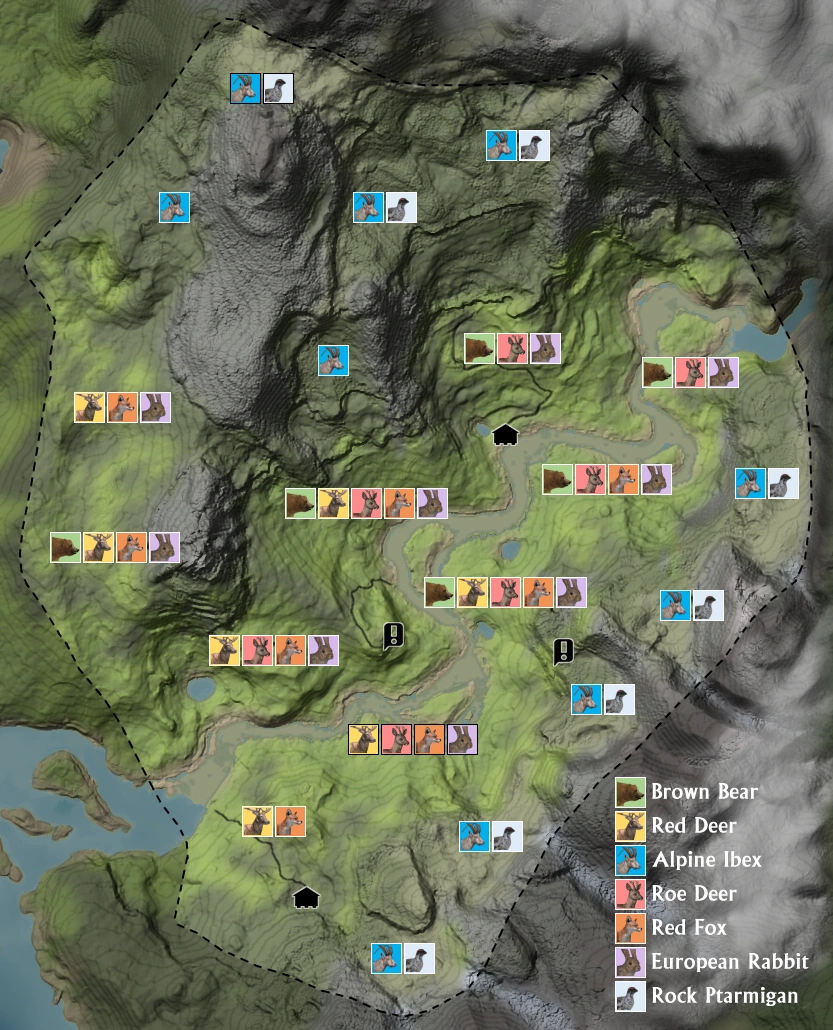 Brown Bear
Red Deer
Alpine Ibex
Roe Deer
Red Fox
European Rabbit
Rock Ptarmigan